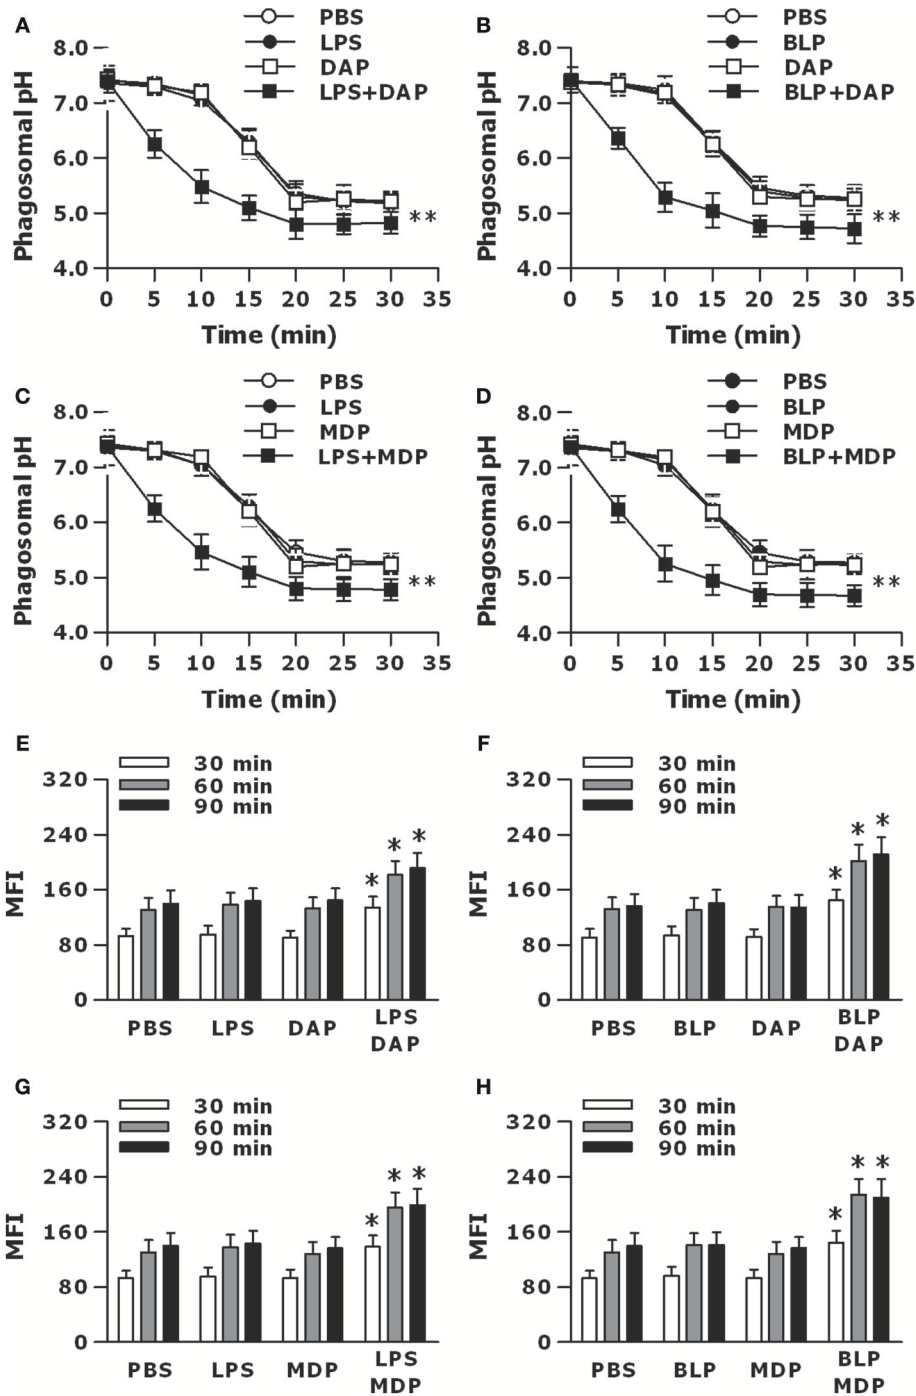 A
PBS
LPS
DAP
LPS+DAP
Phagosomal pH
8.0
7.0
6.0
5.0
4.0
**
0 5 10 15 20 25 30 35
Time (min)
B
PBS
BLP
DAP
BLP+DAP
Phagosomal pH
8.0
7.0
6.0
5.0
4.0
**
0 5 10 15 20 25 30 35
Time (min)
C
PBS
LPS
MDP
LPS+MDP
Phagosomal pH
8.0
7.0
6.0
5.0
4.0
**
0 5 10 15 20 25 30 35
Time (min)
D
PBS
BLP
MDP
BLP+MDP
Phagosomal pH
8.0
7.0
6.0
5.0
4.0
**
0 5 10 15 20 25 30 35
Time (min)
E
30 min
60 min
90 min
MFI
320
240
160
80
0
* * *
PBS LPS DAP LPS
DAP
F
30 min
60 min
90 min
MFI
320
240
160
80
0
* * *
PBS BLP DAP BLP
DAP
G
30 min
60 min
90 min
MFI
320
240
160
80
0
* * *
PBS LPS MDP LPS
MDP
H
30 min
60 min
90 min
MFI
320
240
160
80
0
* * *
PBS BLP MDP BLP
MDP